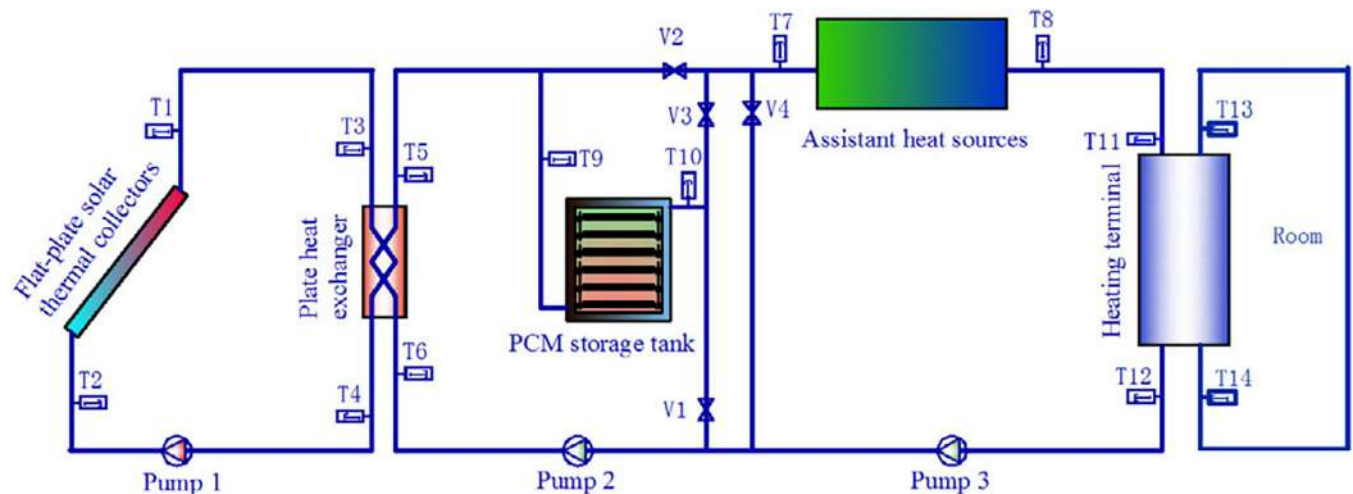 T7
T8
V2
T1
T3
T5
T9
V3
T10
V4
Assistant heat sources
T11
T13
Flat-plate solar
thermal collectors
Plate heat
exchanger
PCM storage tank
Heating terminal
Room
T2
T4
T6
V1
T12
T14
Pump 1
Pump 2
Pump 3